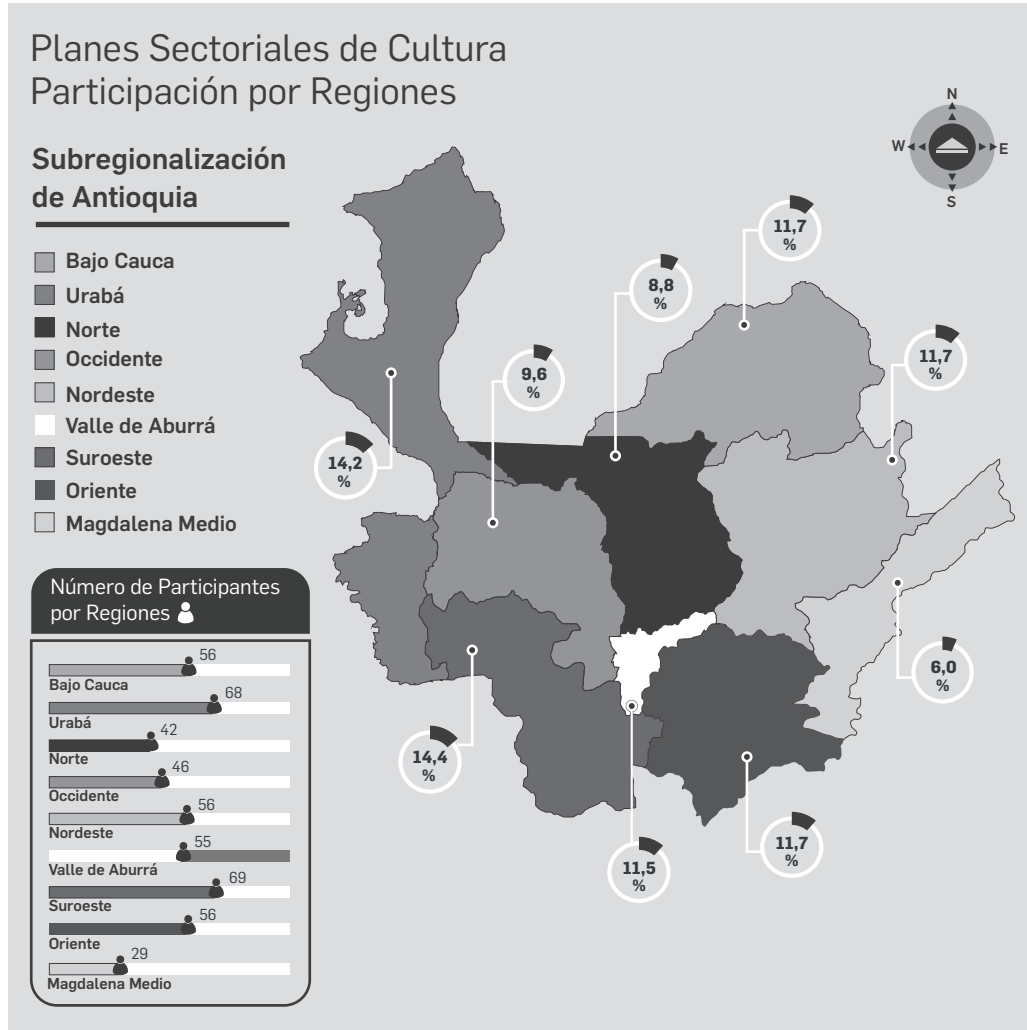 Planes Sectoriales de Cultura
Participación por Regiones
Subregionalización
de Antioquia
Bajo Cauca
Urabá
Norte
Occidente
Nordeste
Valle de Aburrá
Suroeste
Oriente
Magdalena Medio
Número de Participantes
por Regiones
56
Bajo Cauca
68
Urabá
42
Norte
46
Occidente
56
Nordeste
55
Valle de Aburrá
69
Suroeste
56
Oriente
29
Magdalena Medio
N
W
E
S
11,7
%
8,8
%
11,7
%
9,6
%
14,2
%
6,0
%
14,4
%
11,5
%
11,7
%